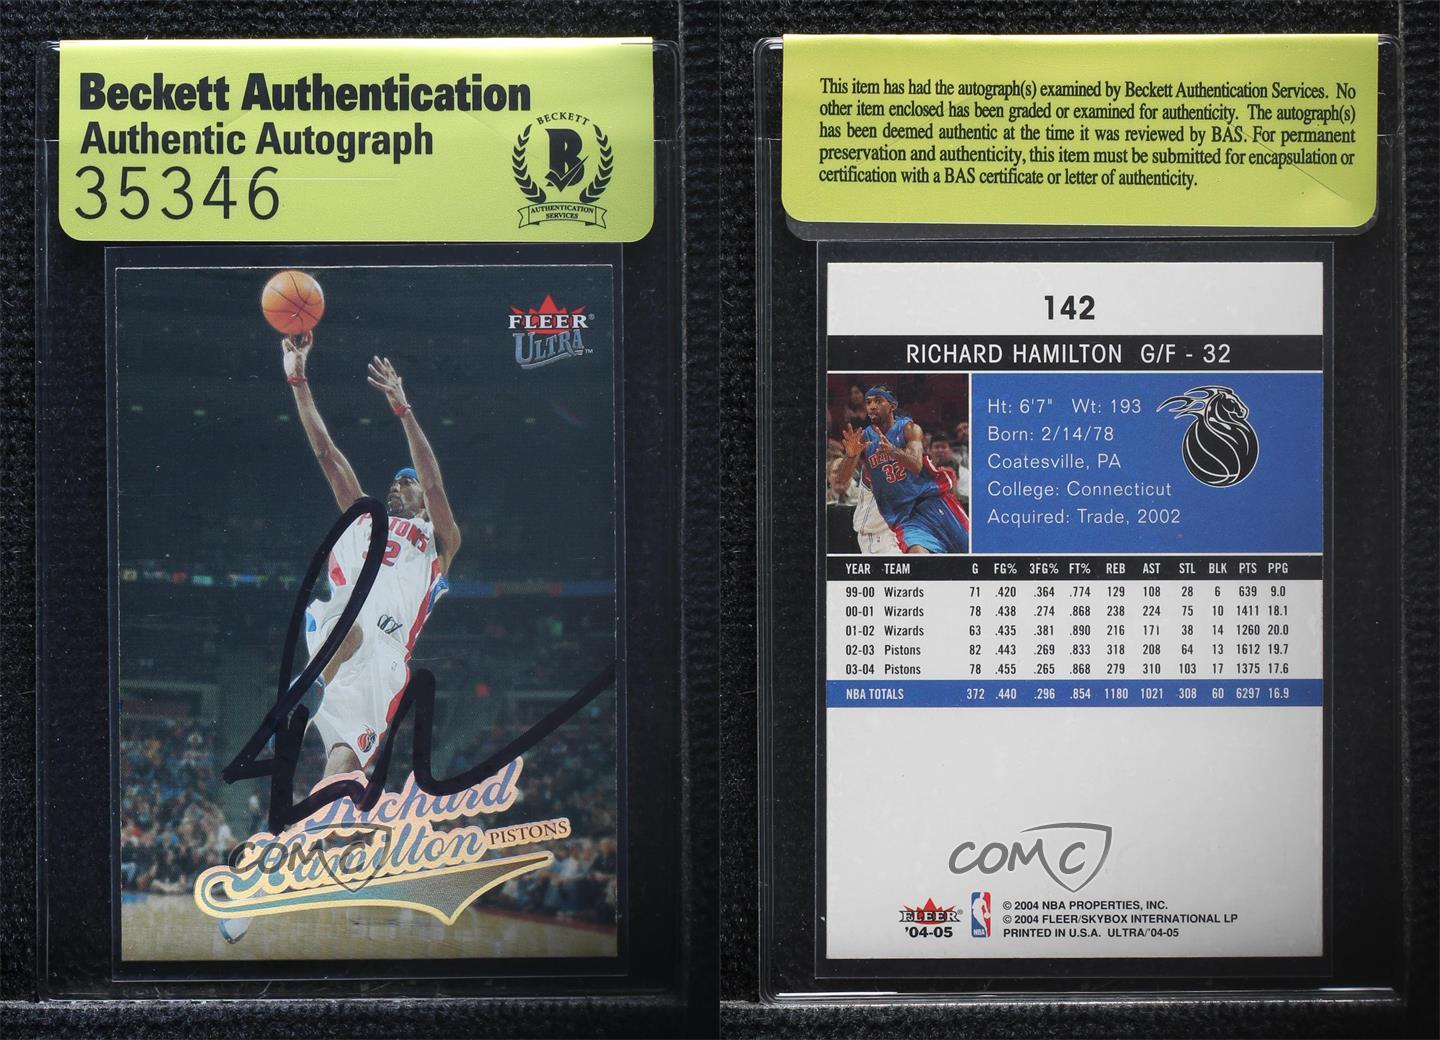 Beckett Authentication
Authentic Autograph
35346
BECKETT
B
AUTHENTICATION
SERVICES
FLEER®
ULTRA™
PISTONS
32
Richard
Hamilton PISTONS
COMC
This item has had the autograph(s) examined by Beckett Authentication Services. No
other item enclosed has been graded or examined for authenticity. The autograph(s)
has been deemed authentic at the time it was reviewed by BAS. For permanent
preservation and authenticity, this item must be submitted for encapsulation or
certification with a BAS certificate or letter of authenticity.
142
RICHARD HAMILTON G/F - 32
Ht: 6'7" Wt: 193
Born: 2/14/78
Coatesville, PA
College: Connecticut
Acquired: Trade, 2002
32
YEAR TEAM G FG% 3FG% FT% REB AST STL BLK PTS PPG
99-00 Wizards 71 .420 .364 .774 129 108 28 6 639 9.0
00-01 Wizards 78 .438 .274 .868 238 224 75 10 1411 18.1
01-02 Wizards 63 .435 .381 .890 216 171 38 14 1260 20.0
02-03 Pistons 82 .443 .269 .833 318 208 64 13 1612 19.7
03-04 Pistons 78 .455 .265 .868 279 310 103 17 1375 17.6
NBA TOTALS 372 .440 .296 .854 1180 1021 308 60 6297 16.9
COMC
FLEER®
'04-05
NBA
© 2004 NBA PROPERTIES, INC.
© 2004 FLEER/SKYBOX INTERNATIONAL LP
PRINTED IN U.S.A. ULTRA/'04-05